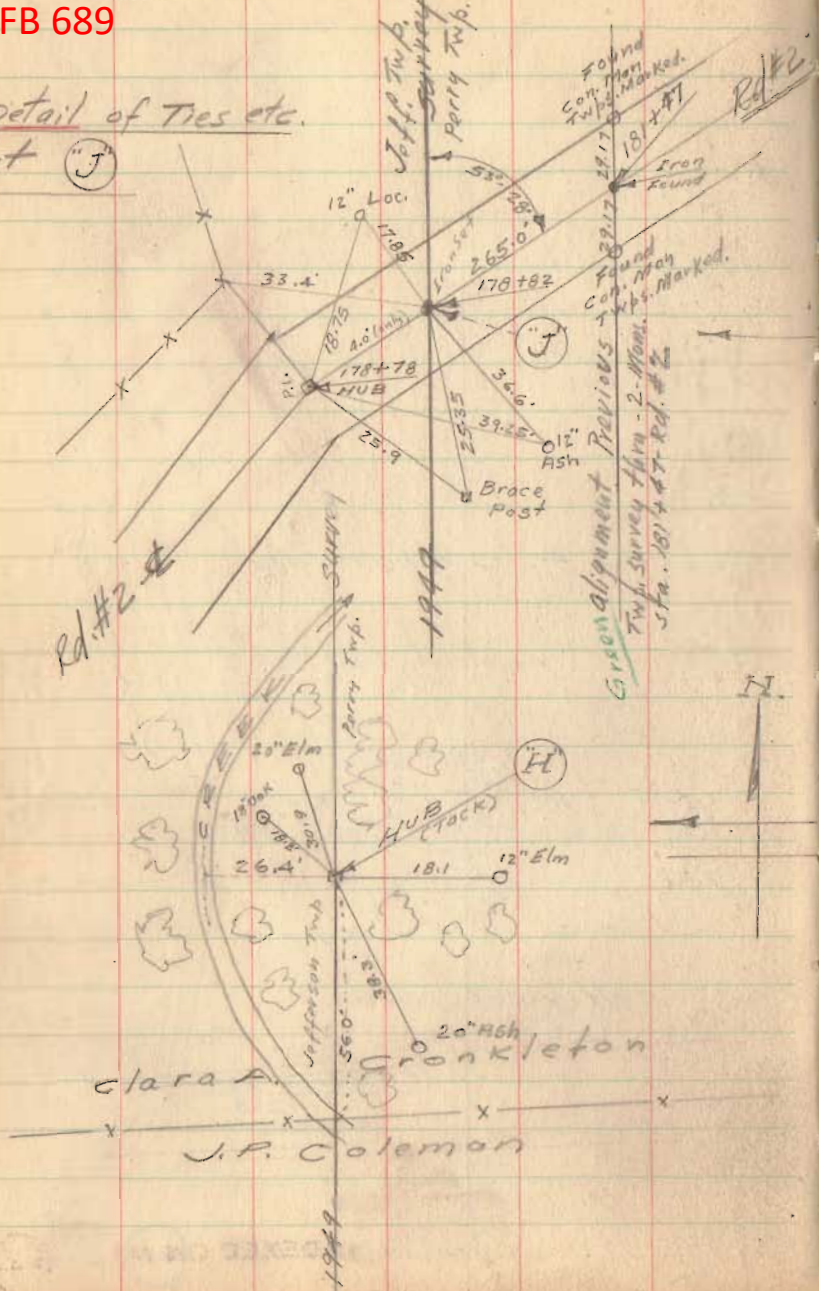 FB 689
Detail of Ties etc.
"J"
Joff. Twp.
Survey
Perry Twp.
Found
Con. Mon
Twps. Marked.
Rd #2
29.17
181+47
Iron
Found
29.17
Found
Con. Mon
Twps. Marked.
53°-28'
265.0'
Iron Set
178+82
"J"
12" Loc.
17.85
33.4'
18.75
4.0' (only)
P.I.
178+78
HUB
36.6'
39.25'
12"
Ash
25.35
25.9
Brace
Post
Rd. #2 ℄
1949
Green alignment Previous
Twp. Survey thru -2- Mons.
sta. 181+47- Rd. #2
SURVEY
Perry Twp.
CREEK
20" Elm
18" Oak
30.9
18.8'
"H"
HUB
(TACK)
26.4'
18.1
12" Elm
Jefferson Twp
38.3'
56.0'
20" Ash
Clara A. Cronkleton
J.P. Coleman
1949
N.